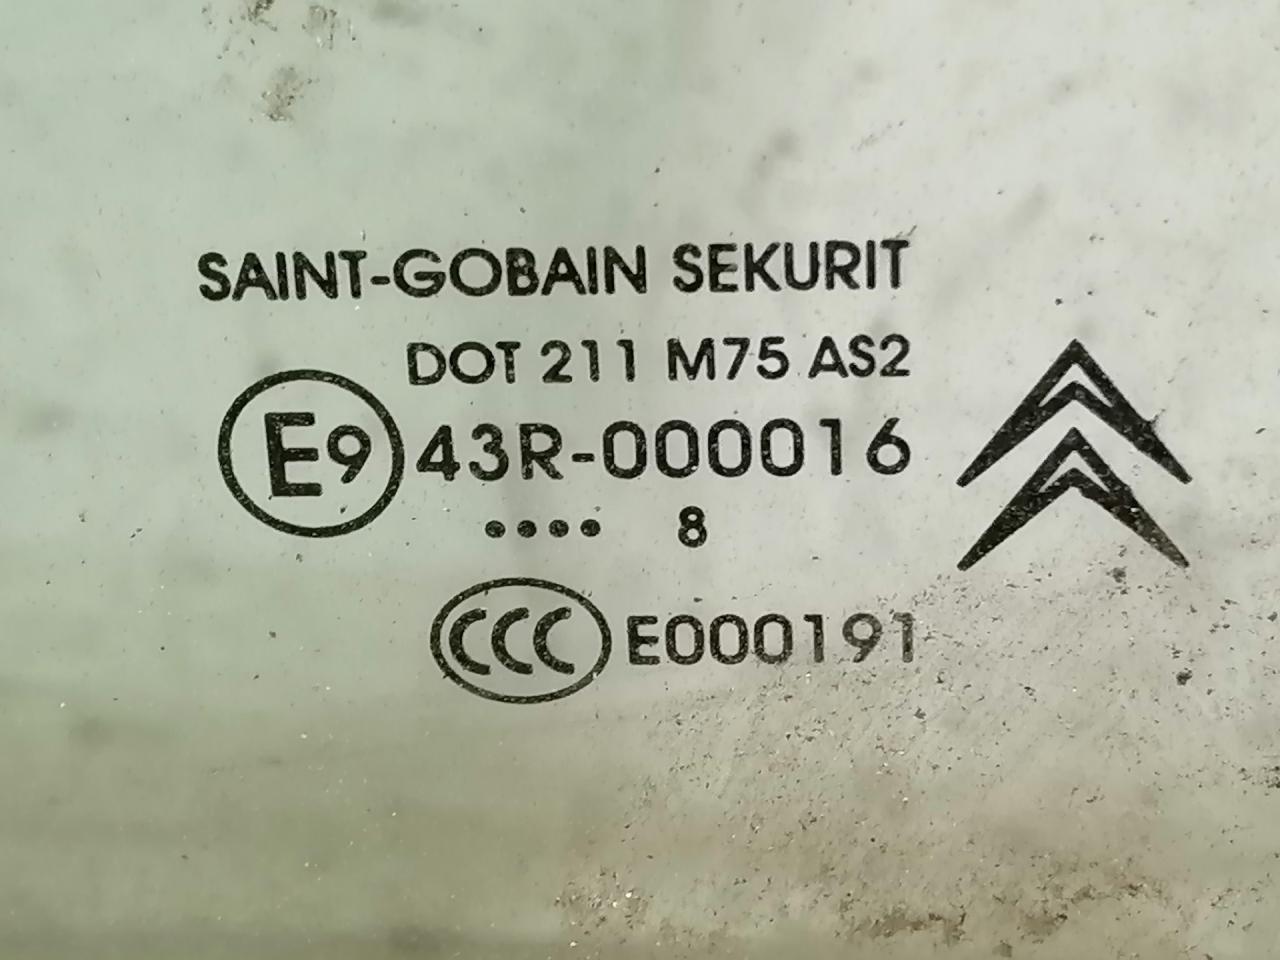 SAINT-GOBAIN SEKURIT
DOT 211 M75 AS2
E9 43R-000016
•••• 8
CCC E000191